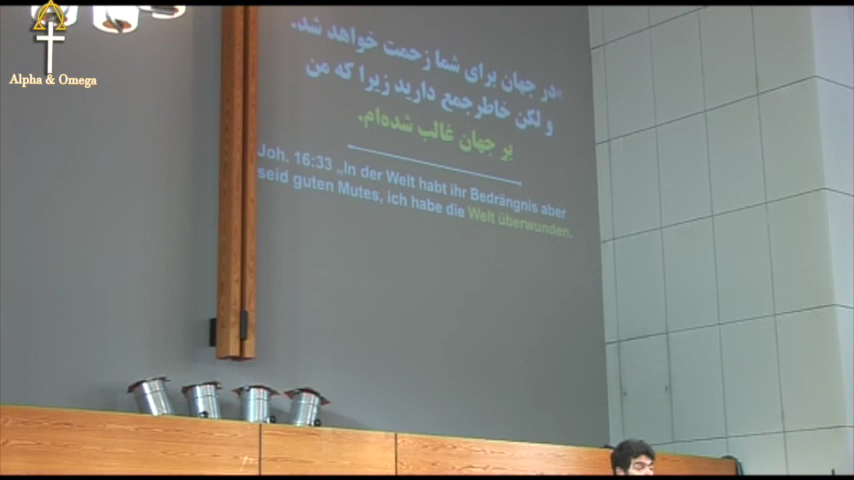 Alpha & Omega
«در جهان برای شما زحمت خواهد شد.
و لکن خاطرجمع دارید زیرا که من
بر جهان غالب شده‌ام.
Joh. 16:33 „In der Welt habt ihr Bedrängnis aber
seid guten Mutes, ich habe die Welt überwunden.